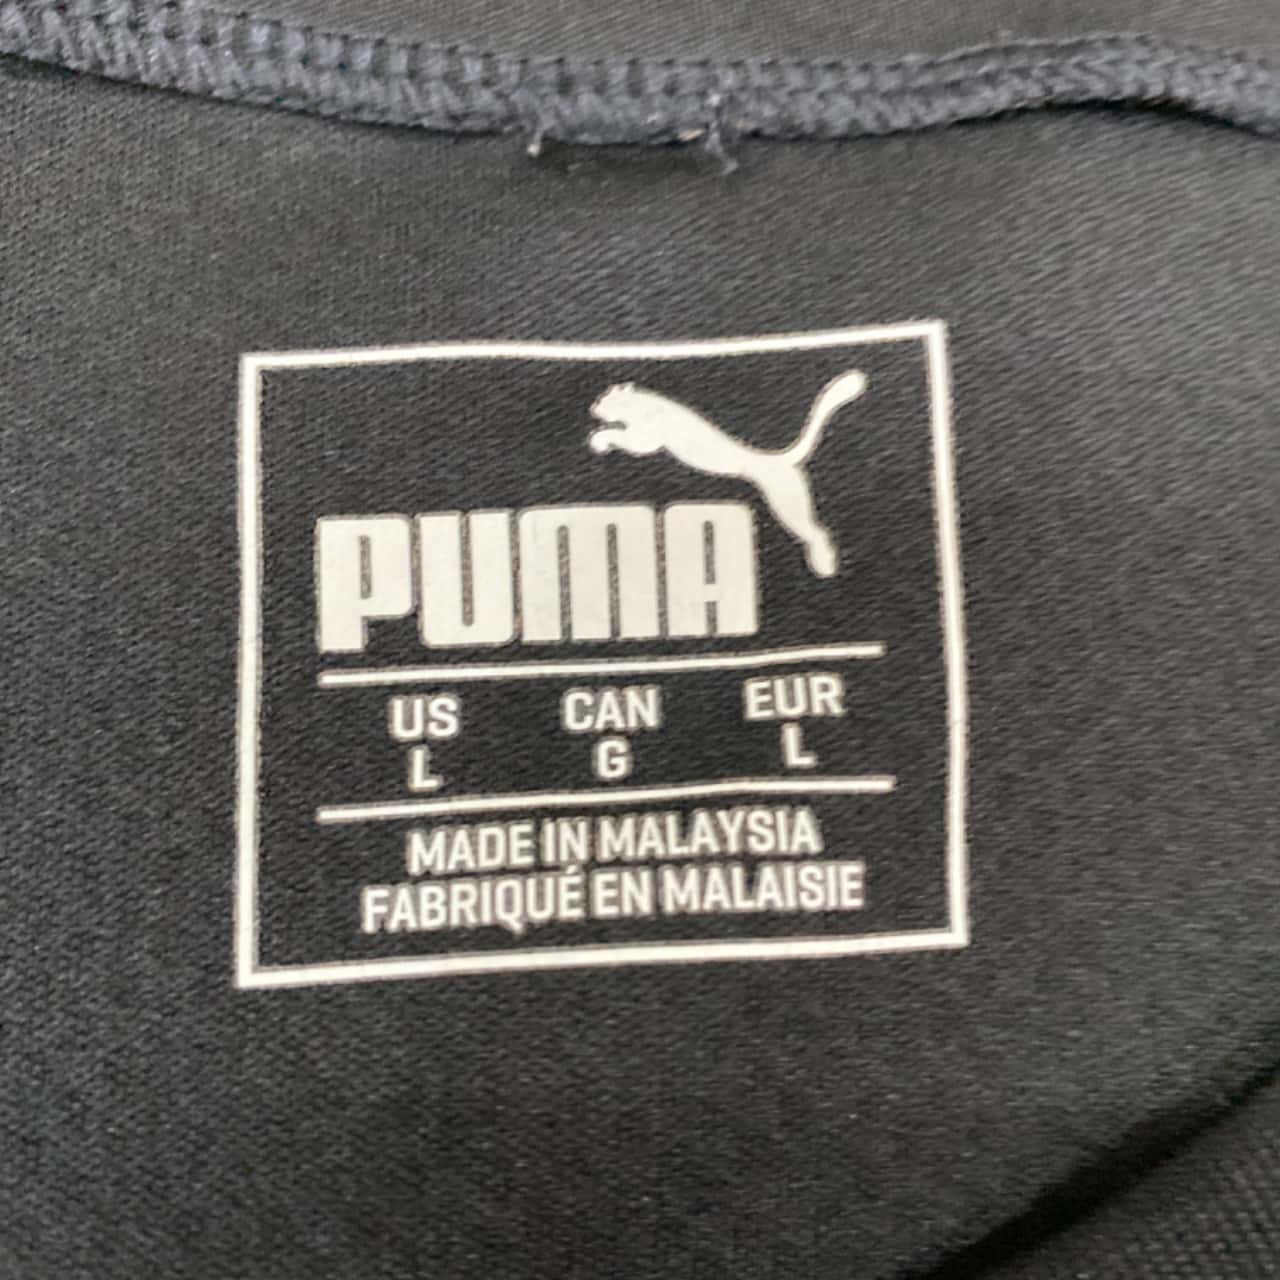 PUMA
US CAN EUR
L G L
MADE IN MALAYSIA
FABRIQUÉ EN MALAISIE